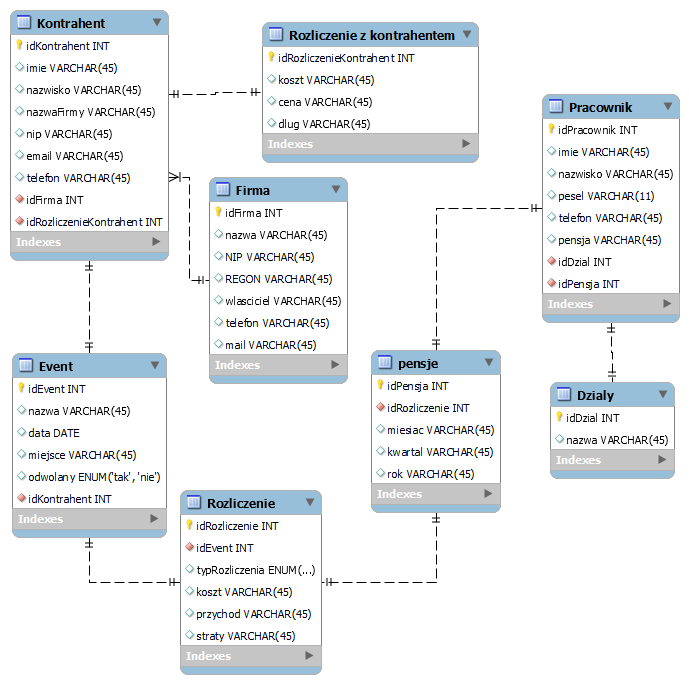 Kontrahent
idKontrahent INT
imie VARCHAR(45)
nazwisko VARCHAR(45)
nazwaFirmy VARCHAR(45)
nip VARCHAR(45)
email VARCHAR(45)
telefon VARCHAR(45)
idFirma INT
idRozliczenieKontrahent INT
Indexes
Rozliczenie z kontrahentem
idRozliczenieKontrahent INT
koszt VARCHAR(45)
cena VARCHAR(45)
dlug VARCHAR(45)
Indexes
Firma
idFirma INT
nazwa VARCHAR(45)
NIP VARCHAR(45)
REGON VARCHAR(45)
wlasciciel VARCHAR(45)
telefon VARCHAR(45)
mail VARCHAR(45)
Indexes
Pracownik
idPracownik INT
imie VARCHAR(45)
nazwisko VARCHAR(45)
pesel VARCHAR(11)
telefon VARCHAR(45)
pensja VARCHAR(45)
idDzial INT
idPensja INT
Indexes
Event
idEvent INT
nazwa VARCHAR(45)
data DATE
miejsce VARCHAR(45)
odwolany ENUM('tak', 'nie')
idKontrahent INT
Indexes
pensje
idPensja INT
idRozliczenie INT
miesiac VARCHAR(45)
kwartal VARCHAR(45)
rok VARCHAR(45)
Indexes
Dzialy
idDzial INT
nazwa VARCHAR(45)
Indexes
Rozliczenie
idRozliczenie INT
idEvent INT
typRozliczenia ENUM(...)
koszt VARCHAR(45)
przychod VARCHAR(45)
straty VARCHAR(45)
Indexes